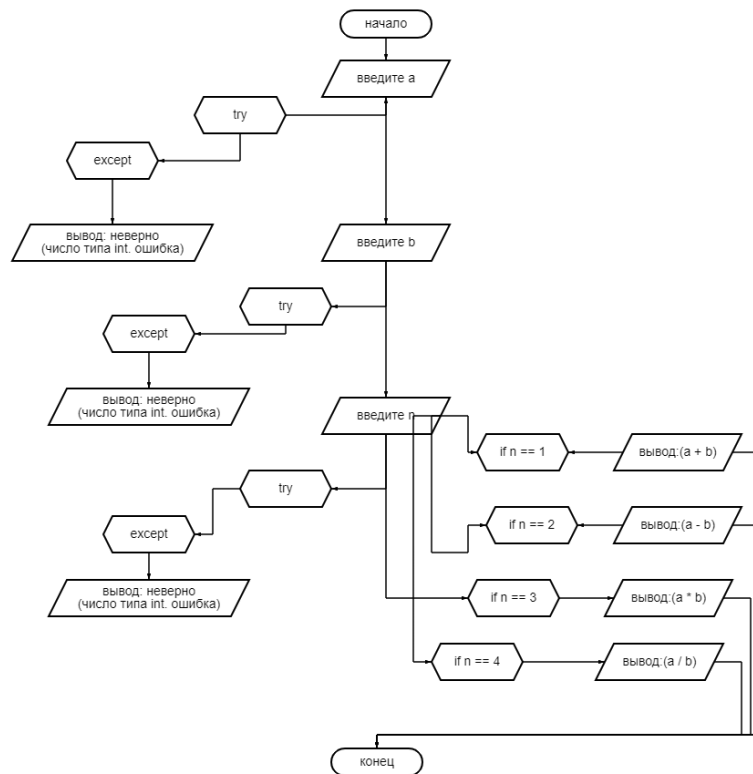 начало
введите a
try
except
вывод: неверно
(число типа int. ошибка)
введите b
try
except
вывод: неверно
(число типа int. ошибка)
введите n
if n == 1
вывод:(a + b)
try
if n == 2
вывод:(a - b)
except
вывод: неверно
(число типа int. ошибка)
if n == 3
вывод:(a * b)
if n == 4
вывод:(a / b)
конец